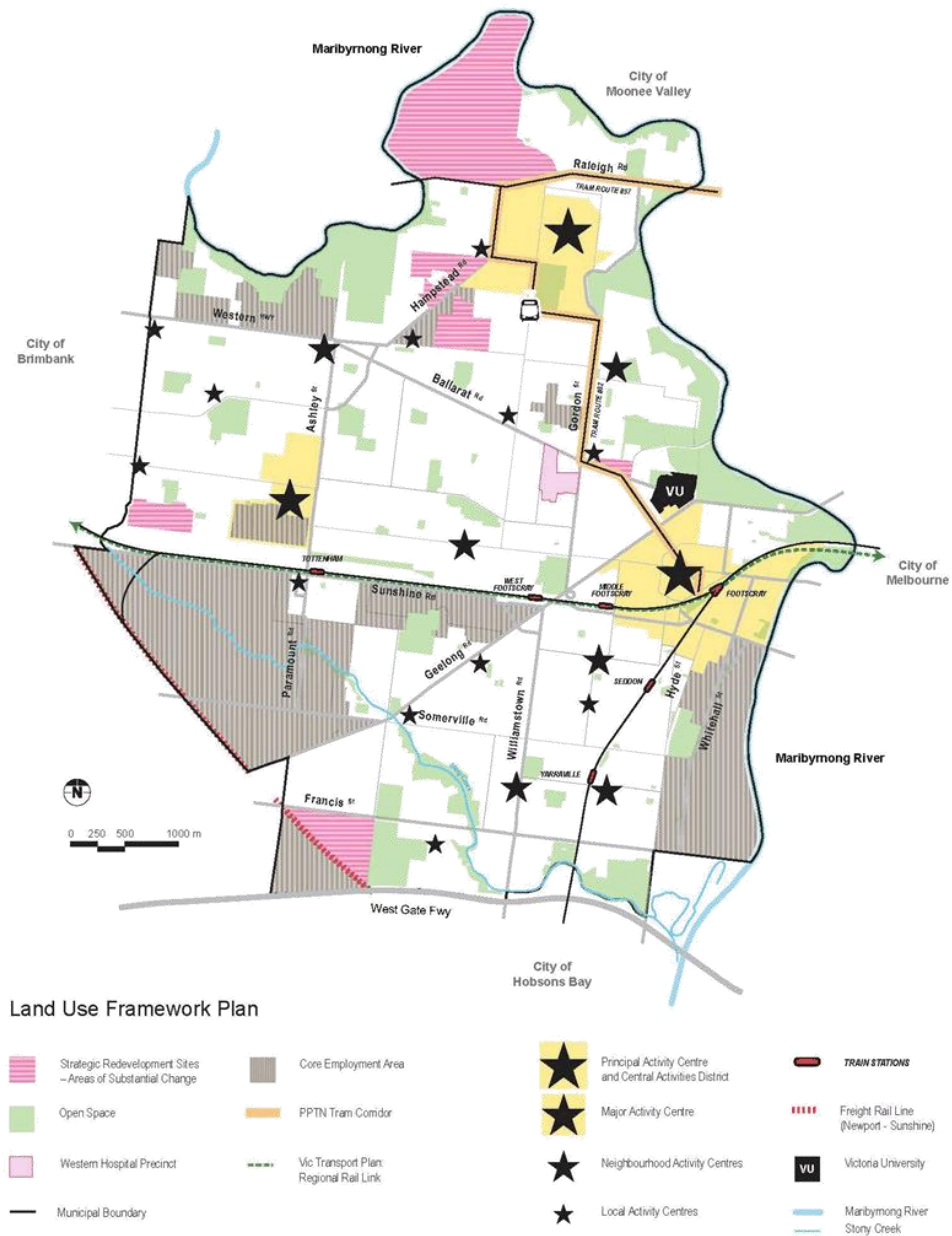 Maribyrnong River
City of
Moonee Valley
Raleigh Rd
TRAM ROUTE 857
Hampstead Rd
Western HWY
City of
Brimbank
Ballarat Rd
Ashley St
Gordon St
TRAM ROUTE 882
VU
TOTTENHAM
WEST
FOOTSCRAY
MIDDLE
FOOTSCRAY
FOOTSCRAY
City of
Melbourne
Sunshine Rd
Paramount Rd
Geelong Rd
Somerville Rd
Williamstown Rd
SEDDON
Hyde St
Whitehall St
YARRAVILLE
Maribyrnong River
N
0 250 500 1000 m
Francis St
West Gate Fwy
City of
Hobsons Bay
Land Use Framework Plan
Strategic Redevelopment Sites
– Areas of Substantial Change
Open Space
Western Hospital Precinct
Municipal Boundary
Core Employment Area
PPTN Tram Corridor
Vic Transport Plan:
Regional Rail Link
Principal Activity Centre
and Central Activities District
Major Activity Centre
Neighbourhood Activity Centres
Local Activity Centres
TRAIN STATIONS
Freight Rail Line
(Newport - Sunshine)
VU
Victoria University
Maribyrnong River
Stony Creek